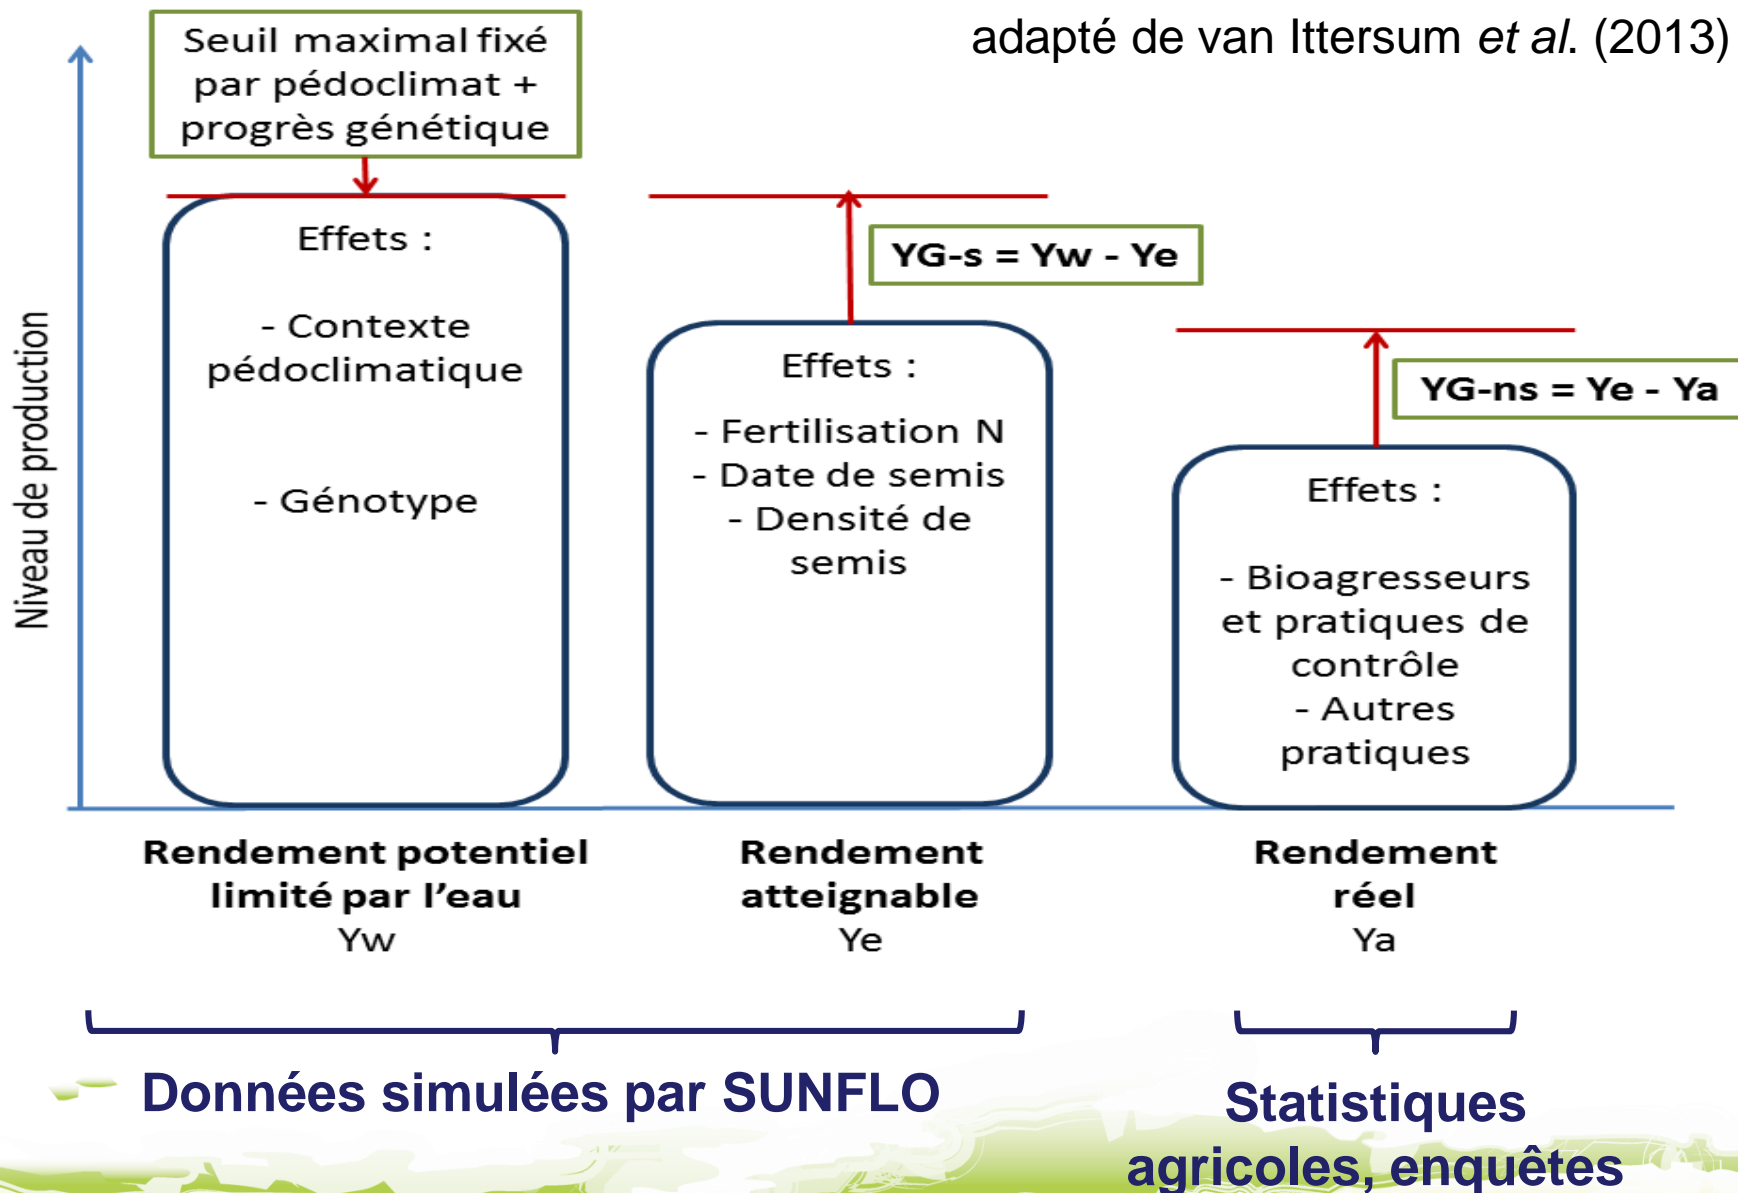 adapté de van Ittersum et al. (2013)
Seuil maximal fixé
par pédoclimat +
progrès génétique
Niveau de production
Effets :
- Contexte
pédoclimatique
- Génotype
YG-s = Yw - Ye
Effets :
- Fertilisation N
- Date de semis
- Densité de
semis
YG-ns = Ye - Ya
Effets :
- Bioagresseurs
et pratiques de
contrôle
- Autres
pratiques
Rendement potentiel
limité par l'eau
Yw
Rendement
atteignable
Ye
Rendement
réel
Ya
Données simulées par SUNFLO
Statistiques
agricoles, enquêtes